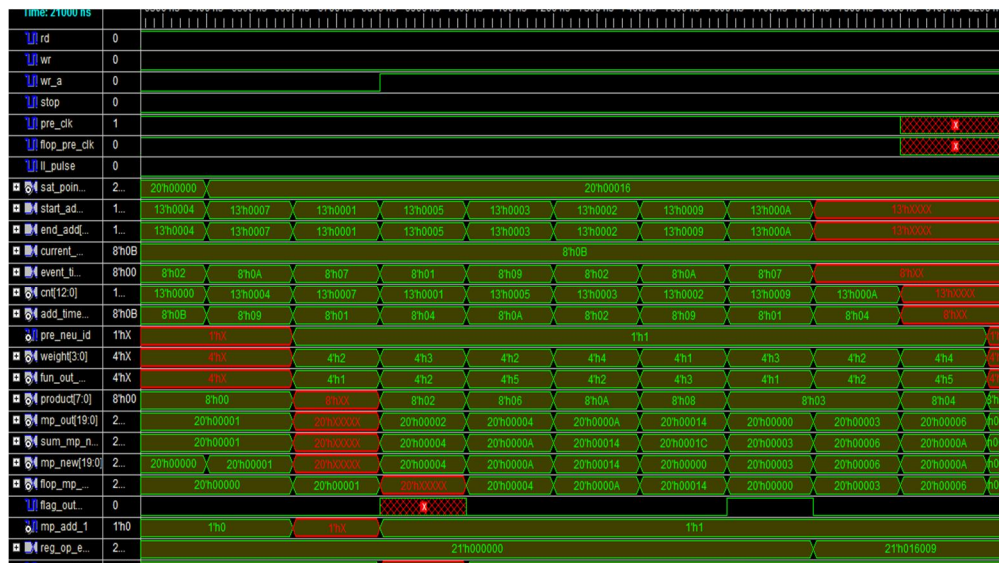 Time: 21000 ns
rd 0
wr 0
wr_a 0
stop 0
pre_clk 1 X
flop_pre_clk 0 X
ll_pulse 0
sat_poin... 2... 20'h00000 20'h00016
start_ad... 1... 13'h0004 13'h0007 13'h0001 13'h0005 13'h0003 13'h0002 13'h0009 13'h000A 13'hXXXX
end_add[... 1... 13'h0004 13'h0007 13'h0001 13'h0005 13'h0003 13'h0002 13'h0009 13'h000A 13'hXXXX
current_... 8'h0B 8'h0B
event_ti... 8'h00 8'h02 8'h0A 8'h07 8'h01 8'h09 8'h02 8'h0A 8'h07 8'hXX
cnt[12:0] 1... 13'h0000 13'h0004 13'h0007 13'h0001 13'h0005 13'h0003 13'h0002 13'h0009 13'h000A 13'hXXXX
add_time... 8'h0B 8'h0B 8'h09 8'h01 8'h04 8'h0A 8'h02 8'h09 8'h01 8'h04 8'hXX
pre_neu_id 1'hX 1'hX 1'h1
weight[3:0] 4'hX 4'hX 4'h2 4'h3 4'h2 4'h4 4'h1 4'h3 4'h2 4'h4
fun_out_... 4'hX 4'hX 4'h1 4'h2 4'h5 4'h2 4'h3 4'h1 4'h2 4'h5
product[7:0] 8'h00 8'h00 8'hXX 8'h02 8'h06 8'h0A 8'h08 8'h03 8'h04
mp_out[19:0] 2... 20'h00001 20'hXXXXX 20'h00002 20'h00004 20'h0000A 20'h00014 20'h00000 20'h00003 20'h00006
sum_mp_n... 2... 20'h00001 20'hXXXXX 20'h00004 20'h0000A 20'h00014 20'h0001C 20'h00003 20'h00006 20'h0000A
mp_new[19:0] 2... 20'h00000 20'h00001 20'hXXXXX 20'h00004 20'h0000A 20'h00014 20'h00000 20'h00003 20'h00006 20'h0000A
flop_mp_... 2... 20'h00000 20'h00001 20'hXXXXX 20'h00004 20'h0000A 20'h00014 20'h00000 20'h00003 20'h00006
flag_out... 0 X
mp_add_1 1'h0 1'h0 1'hX 1'h1
reg_op_e... 2... 21'h000000 21'h016009